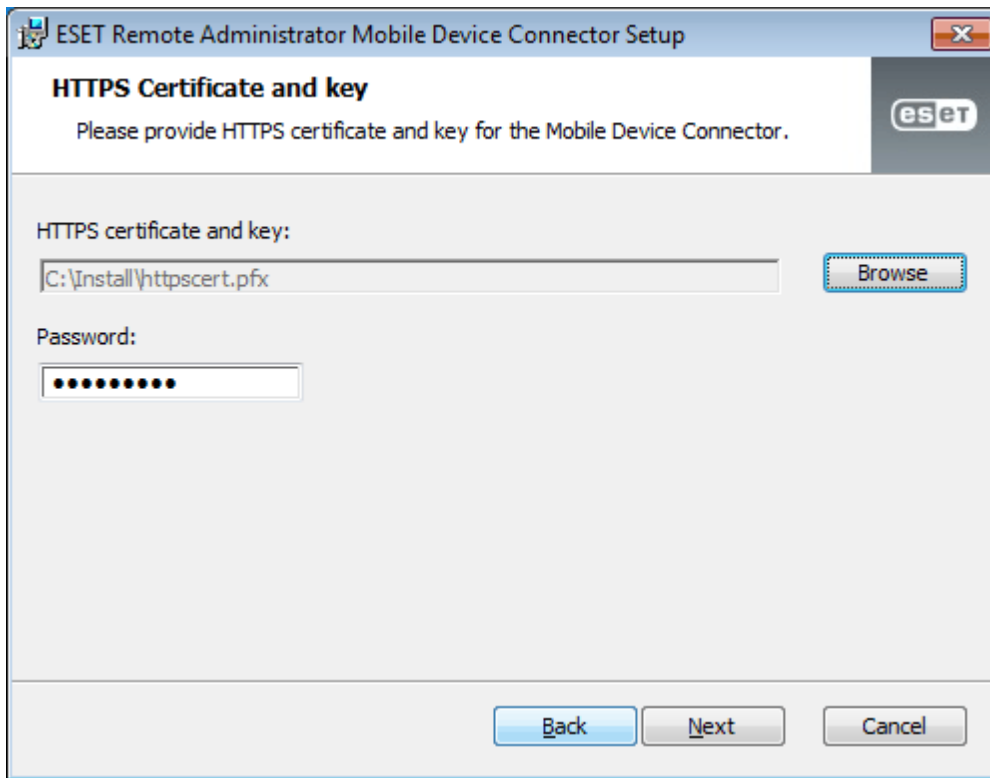 ESET Remote Administrator Mobile Device Connector Setup
HTTPS Certificate and key
Please provide HTTPS certificate and key for the Mobile Device Connector.
eseT
HTTPS certificate and key:
C:\Install\httpscert.pfx
Browse
Password:
●●●●●●●●●
Back Next Cancel